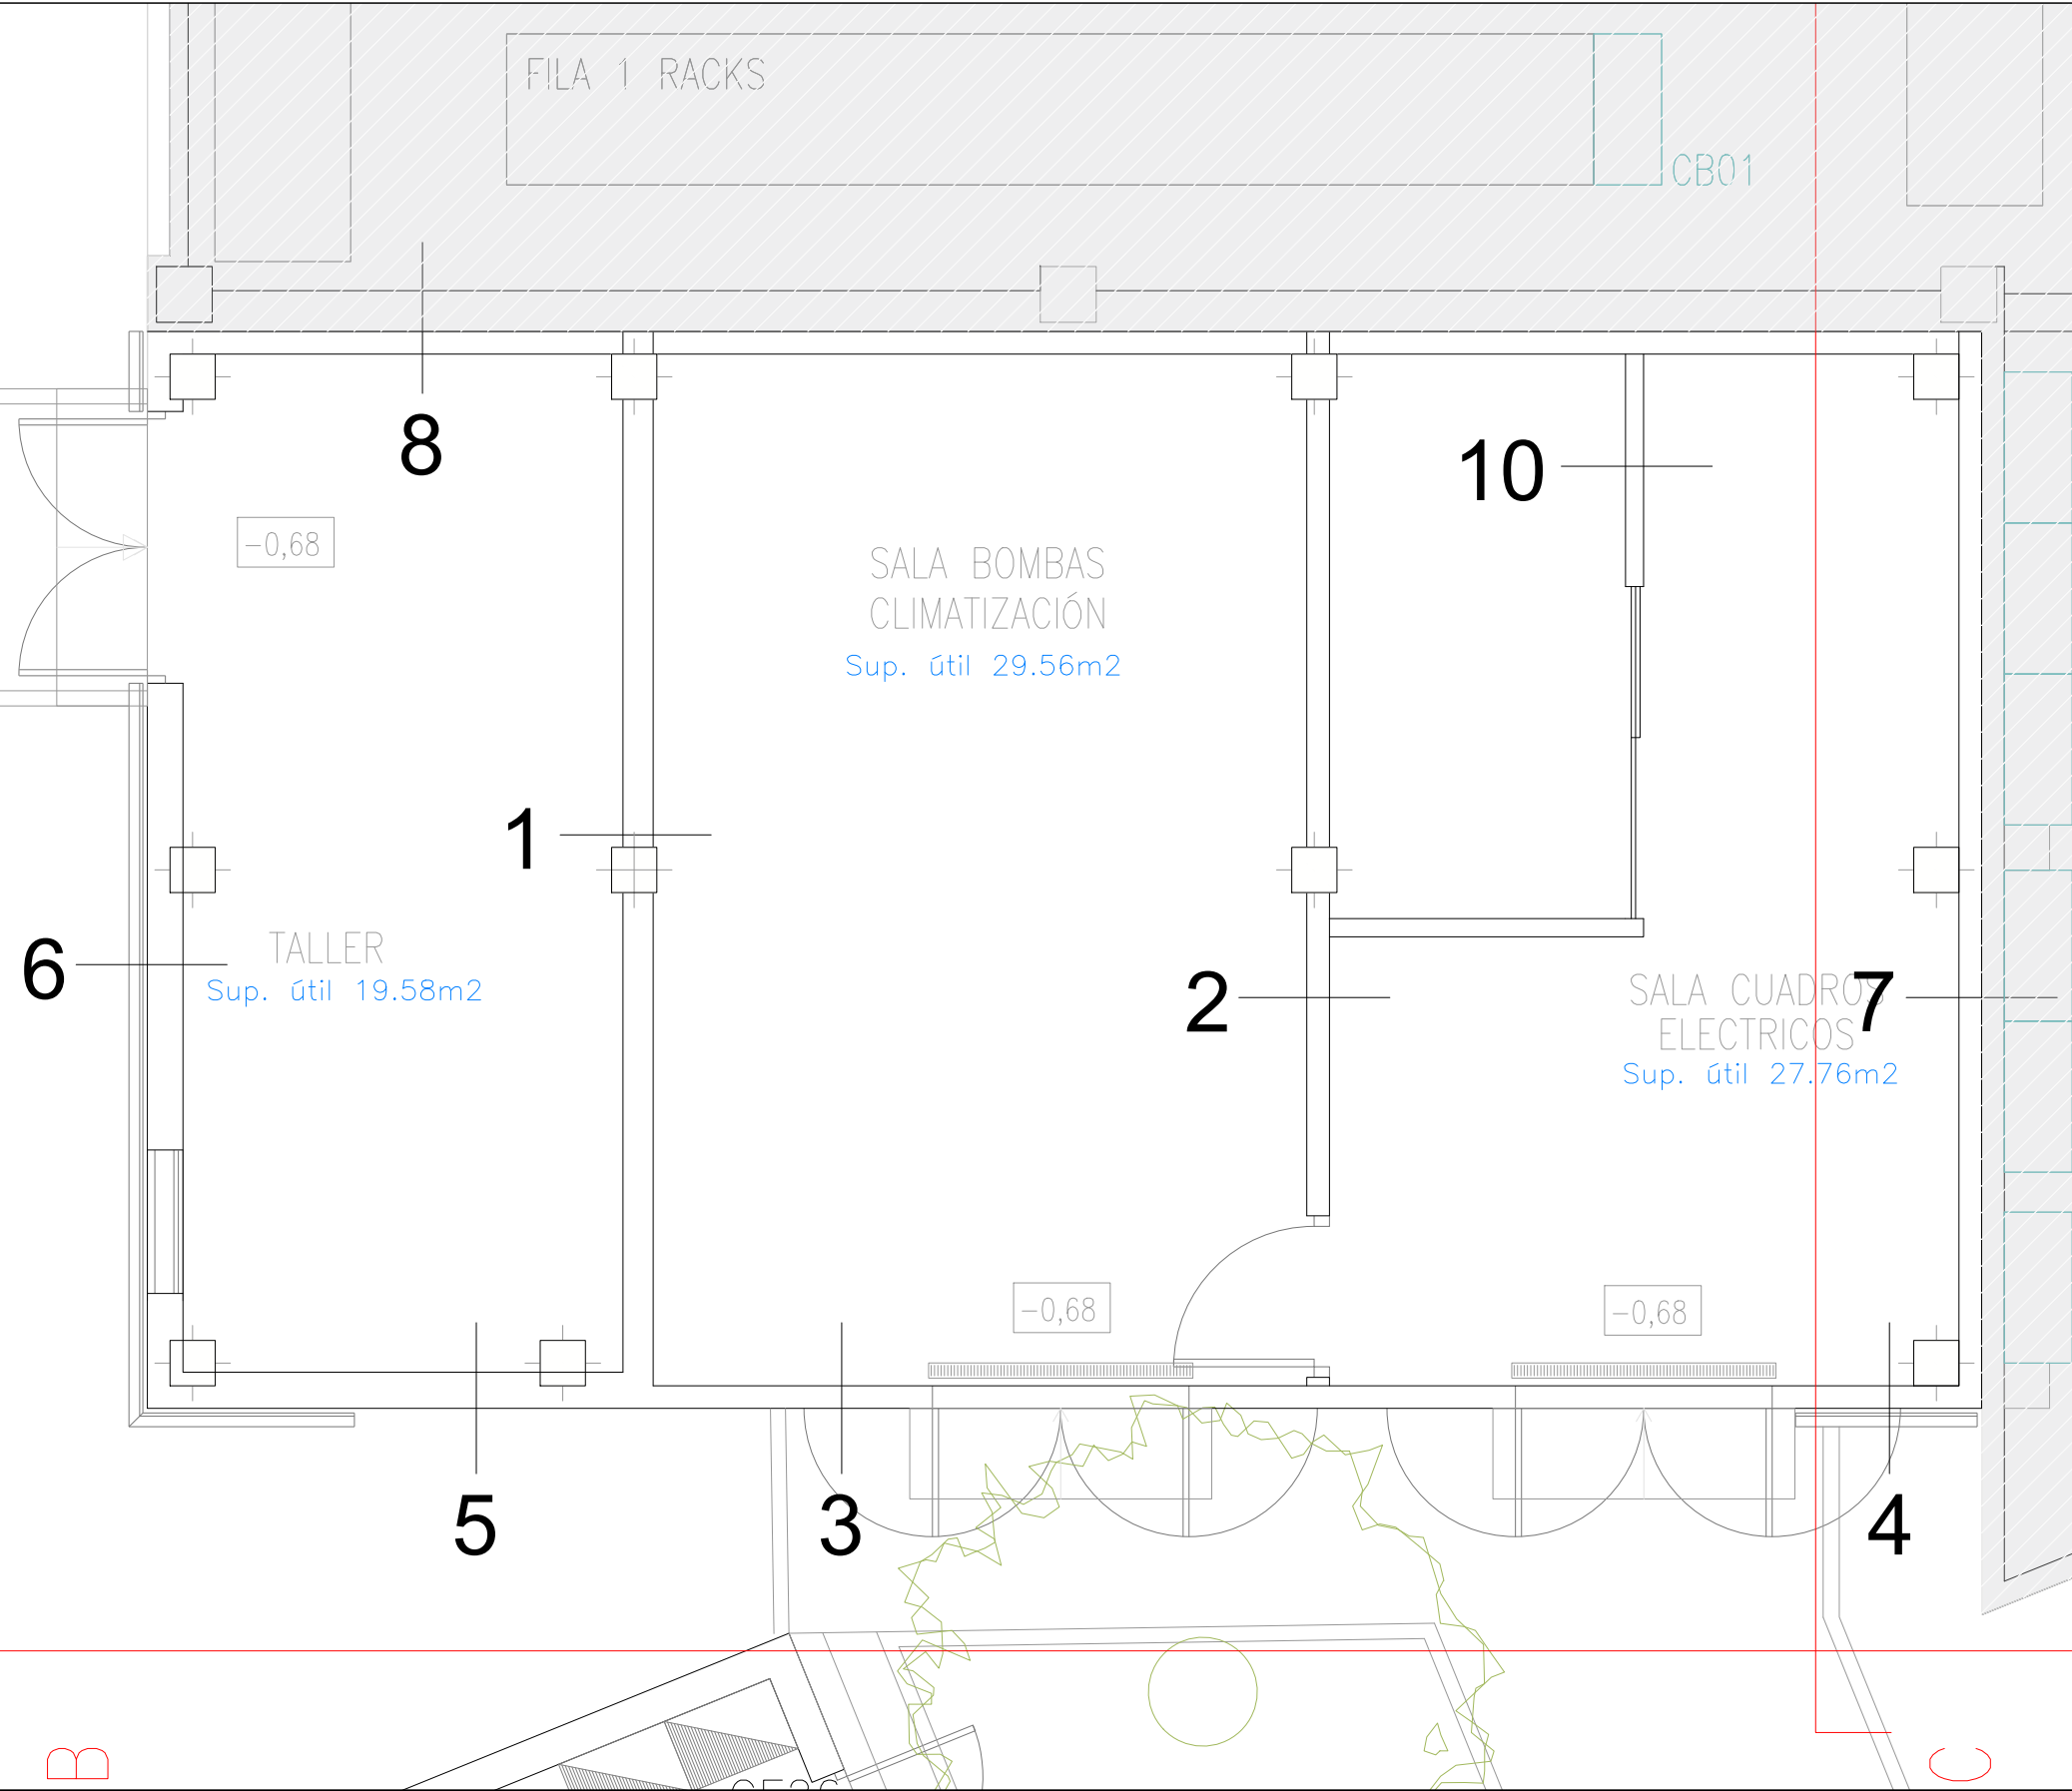 FILA 1 RACKS
CB01
8
10
-0,68
SALA BOMBAS
CLIMATIZACIÓN
Sup. útil 29.56m2
1
6
TALLER
Sup. útil 19.58m2
2
SALA CUADROS
ELECTRICOS
Sup. útil 27.76m2
7
-0,68
-0,68
5
3
4
B
C